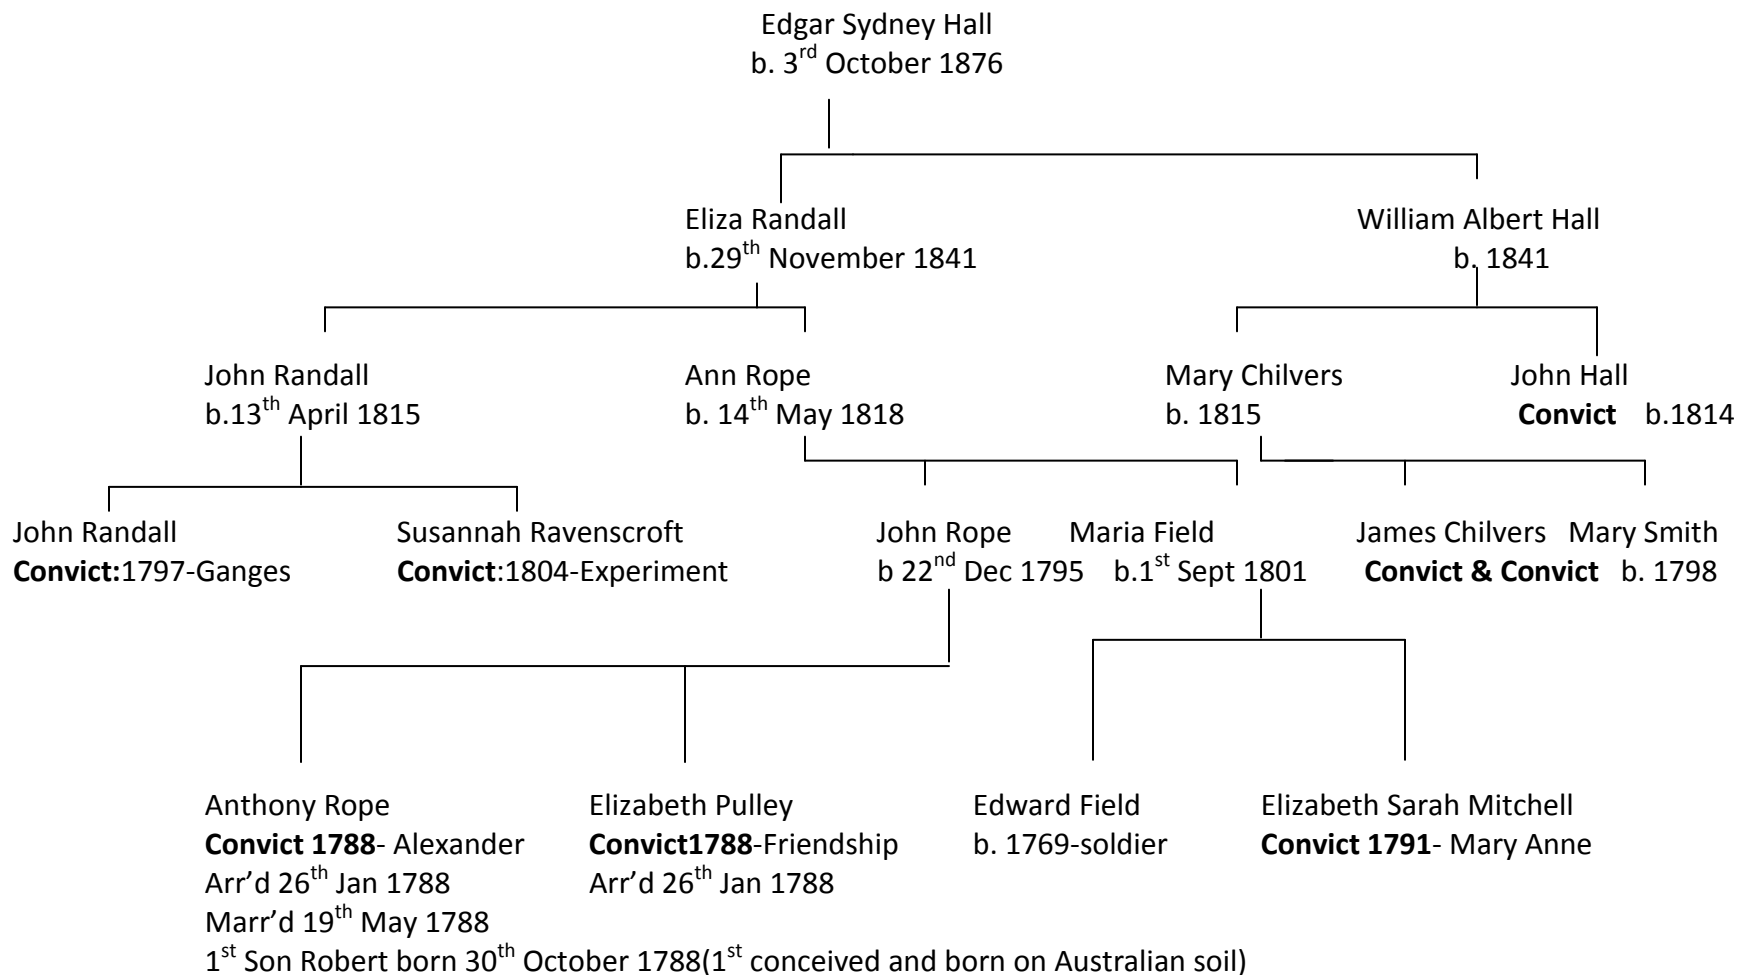 Edgar Sydney Hall
b. 3rd October 1876
Eliza Randall
b.29th November 1841
William Albert Hall
b. 1841
John Randall
b.13th April 1815
Ann Rope
b. 14th May 1818
Mary Chilvers
b. 1815
John Hall
Convict b.1814
John Randall
Convict:1797-Ganges
Susannah Ravenscroft
Convict:1804-Experiment
John Rope
b 22nd Dec 1795
Maria Field
b.1st Sept 1801
James Chilvers Mary Smith
Convict & Convict b. 1798
Anthony Rope
Convict 1788- Alexander
Arr’d 26th Jan 1788
Marr’d 19th May 1788
1st Son Robert born 30th October 1788(1st conceived and born on Australian soil)
Elizabeth Pulley
Convict1788-Friendship
Arr’d 26th Jan 1788
Edward Field
b. 1769-soldier
Elizabeth Sarah Mitchell
Convict 1791- Mary Anne